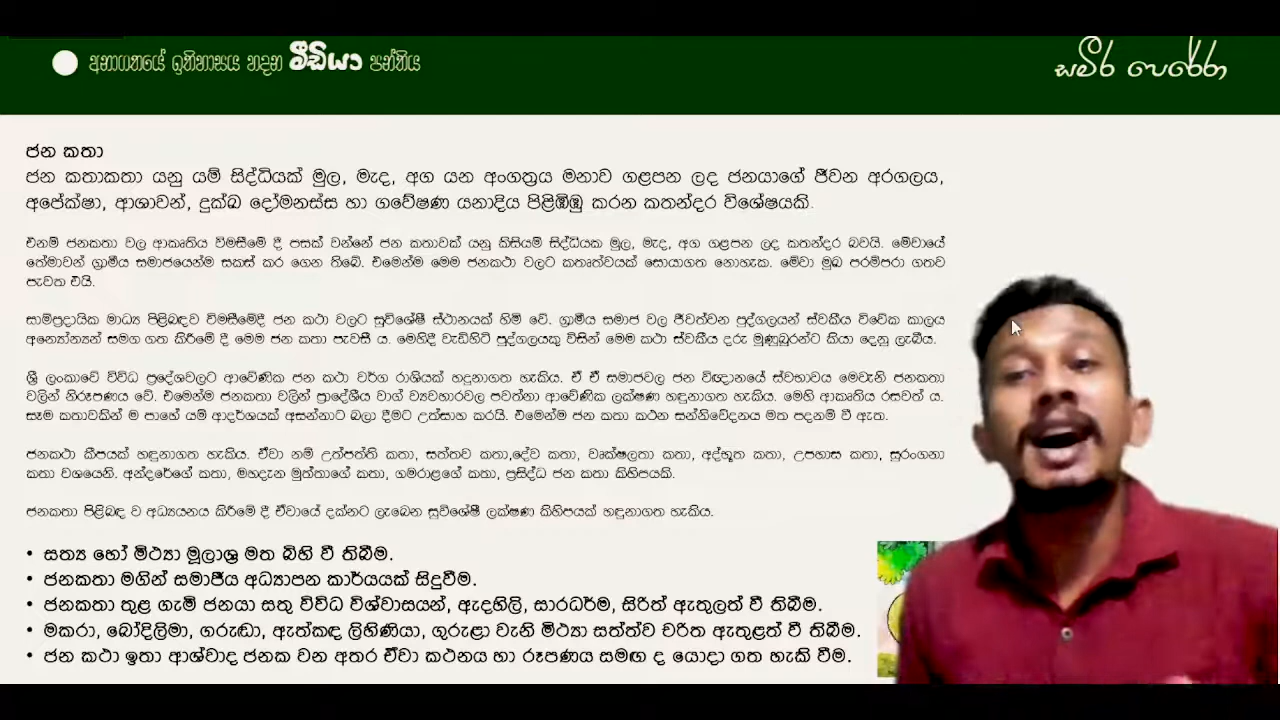 අනාගතයේ ඉතිහාසය හදන මීඩියා පන්තිය
සමීර පෙරේරා
ජන කතා
ජන කතාකතා යනු යම් සිද්ධියක් මුල, මැද, අග යන අංගත්‍රය මනාව ගළපන ලද ජනයාගේ ජීවන අරගලය,
අපේක්ෂා, ආශාවන්, දුක්ඛ දෝමනස්ස හා ගවේෂණ යනාදිය පිළිඹිඹු කරන කතන්දර විශේෂයකි.
එනම් ජනකතා වල ආකෘතිය විමසීමේ දී පසක් වන්නේ ජන කතාවක් යනු කිසියම් සිද්ධියක මුල, මැද, අග ගළපන ලද කතන්දර බවයි. මේවායේ
තේමාවන් ග්‍රාමීය සමාජයෙන්ම සකස් කර ගෙන තිබේ. එමෙන්ම මෙම ජනකථා වලට කතෘත්වයක් සොයාගත නොහැක. මේවා මුඛ පරම්පරා ගතව
පැවත එයි.
සාම්ප්‍රදායික මාධ්‍ය පිළිබඳව විමසීමේදී ජන කථා වලට සුවිශේෂී ස්ථානයක් හිමි වේ. ග්‍රාමීය සමාජ වල ජීවත්වන පුද්ගලයන් ස්වකීය විවේක කාලය
අනෙන්‍යන්‍ය සමග ගත කිරීමේ දී මෙම ජන කතා පැවසී ය. මෙහිදී වැඩිහිටි පුද්ගලයකු විසින් මෙම කථා ස්වකීය දරු මුණුබුරන්ට කියා දෙනු ලැබීය.
ශ්‍රී ලංකාවේ විවිධ ප්‍රදේශවලට ආවේණික ජන කථා වර්ග රාශියක් හඳුනාගත හැකිය. ඒ ඒ සමාජවල ජන විඥානයේ ස්වභාවය මෙවැනි ජනකතා
වලින් නිරූපණය වේ. එමෙන්ම ජනකතා වලින් ප්‍රාදේශීය වාග් ව්‍යවහාරවල පවත්නා ආවේණික ලක්ෂණ හඳුනාගත හැකිය. මෙහි ආකෘතිය රසවත් ය.
සෑම කතාවකින් ම පාහේ යම් ආදර්ශයක් අසන්නාට බලා දීමට උත්සාහ කරයි. එමෙන්ම ජන කතා කථන සන්නිවේදනය මත පදනම් වී ඇත.
ජනකථා කීපයක් හඳුනාගත හැකිය. ඒවා නම් උත්පත්ති කතා, සත්තව කතා,දේව කතා, වෘක්ෂලතා කතා, අද්භූත කතා, උපහාස කතා, සුරංගනා
කතා වශයෙනි. අන්දරේගේ කතා, මහදැන මුත්තාගේ කතා, ගමරාළගේ කතා, ප්‍රසිද්ධ ජන කතා කිහිපයකි.
ජනකතා පිළිබඳ ව අධ්‍යයනය කිරීමේ දී ඒවායේ දක්නට ලැබෙන සුවිශේෂී ලක්ෂණ කිහිපයක් හඳුනාගත හැකිය.
• සත්‍ය හෝ මිථ්‍යා මූලාශ්‍ර මත බිහි වී තිබීම.
• ජනකතා මගින් සමාජීය අධ්‍යාපන කාර්යයක් සිදුවීම.
• ජනකතා තුළ ගැමි ජනයා සතු විවිධ විශ්වාසයන්, ඇදහිලි, සාරධර්ම, සිරිත් ඇතුලත් වී තිබීම.
• මකරා, බෝදිලිමා, ගරුඬා, ඇත්කඳ ලිහිණියා, ගුරුළා වැනි මිථ්‍යා සත්ත්ව චරිත ඇතුළත් වී තිබීම.
• ජන කථා ඉතා ආශ්වාද ජනක වන අතර ඒවා කථනය හා රූපණය සමඟ ද යොදා ගත හැකි වීම.